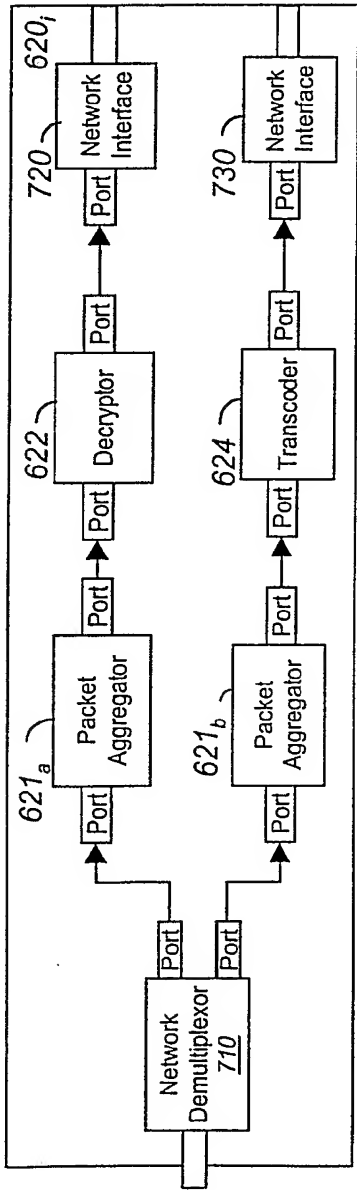 620i
Network
Demultiplexor
710
Port
Port
621a
Port
Packet
Aggregator
Port
622
Port
Decryptor
Port
720
Port
Network
Interface
621b
Port
Packet
Aggregator
Port
624
Port
Transcoder
Port
730
Port
Network
Interface